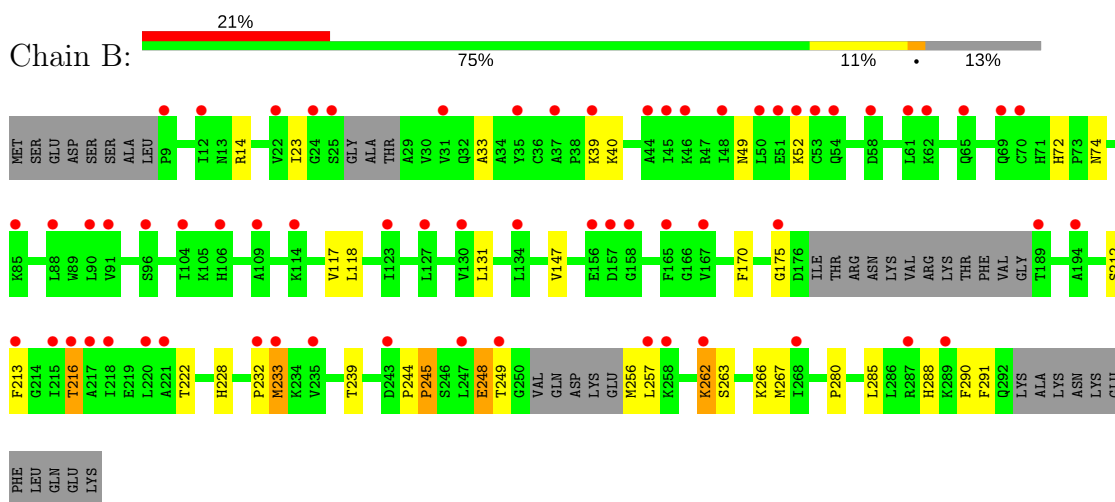 21%
Chain B:
75% 11% • 13%
MET SER GLU ASP SER SER ALA LEU P9 I12 N13 R14 V22 I23 G24 S25 GLY ALA THR A29 V30 V31 Q32 A33 A34 Y35 C36 A37 P38 K39 K40 A44 I45 K46 R47 I48 N49 L50 E51 K52 C53 Q54 D58 L61 K62 Q65 Q69 C70 H71 H72 P73 N74
K85 L88 W89 L90 V91 S96 I104 K105 H106 A109 K114 V117 L118 I123 L127 V130 L131 L134 V147 E156 D157 G158 F165 G166 V167 F170 G175 D176 ILE THR ARG ASN LYS VAL ARG LYS THR PHE VAL GLY T189 A194 S212
F213 G214 I215 T216 A217 I218 E219 L220 A221 T222 H228 P232 M233 K234 V235 T239 D243 P244 P245 S246 L247 E248 T249 G250 VAL GLN ASP LYS GLU M256 L257 K258 K262 S263 K266 M267 I268 P280 L285 L286 R287 H288 K289 F290 F291 Q292 LYS ALA LYS ASN LYS GLU
PHE LEU GLN GLU LYS